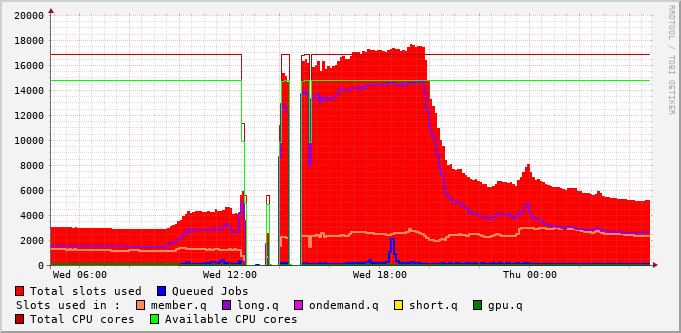 RRDTOOL / TOBI OETIKER
20000
18000
16000
14000
12000
10000
8000
6000
4000
2000
0
Wed 06:00 Wed 12:00 Wed 18:00 Thu 00:00
Total slots used Queued Jobs
Slots used in : member.q long.q ondemand.q short.q gpu.q
Total CPU cores Available CPU cores